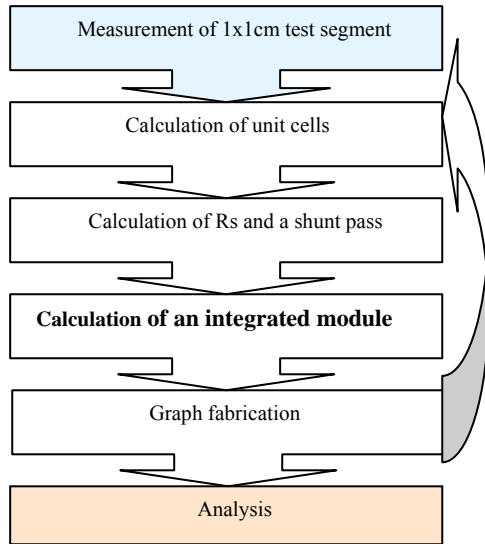 Measurement of 1x1cm test segment
Calculation of unit cells
Calculation of Rs and a shunt pass
Calculation of an integrated module
Graph fabrication
Analysis